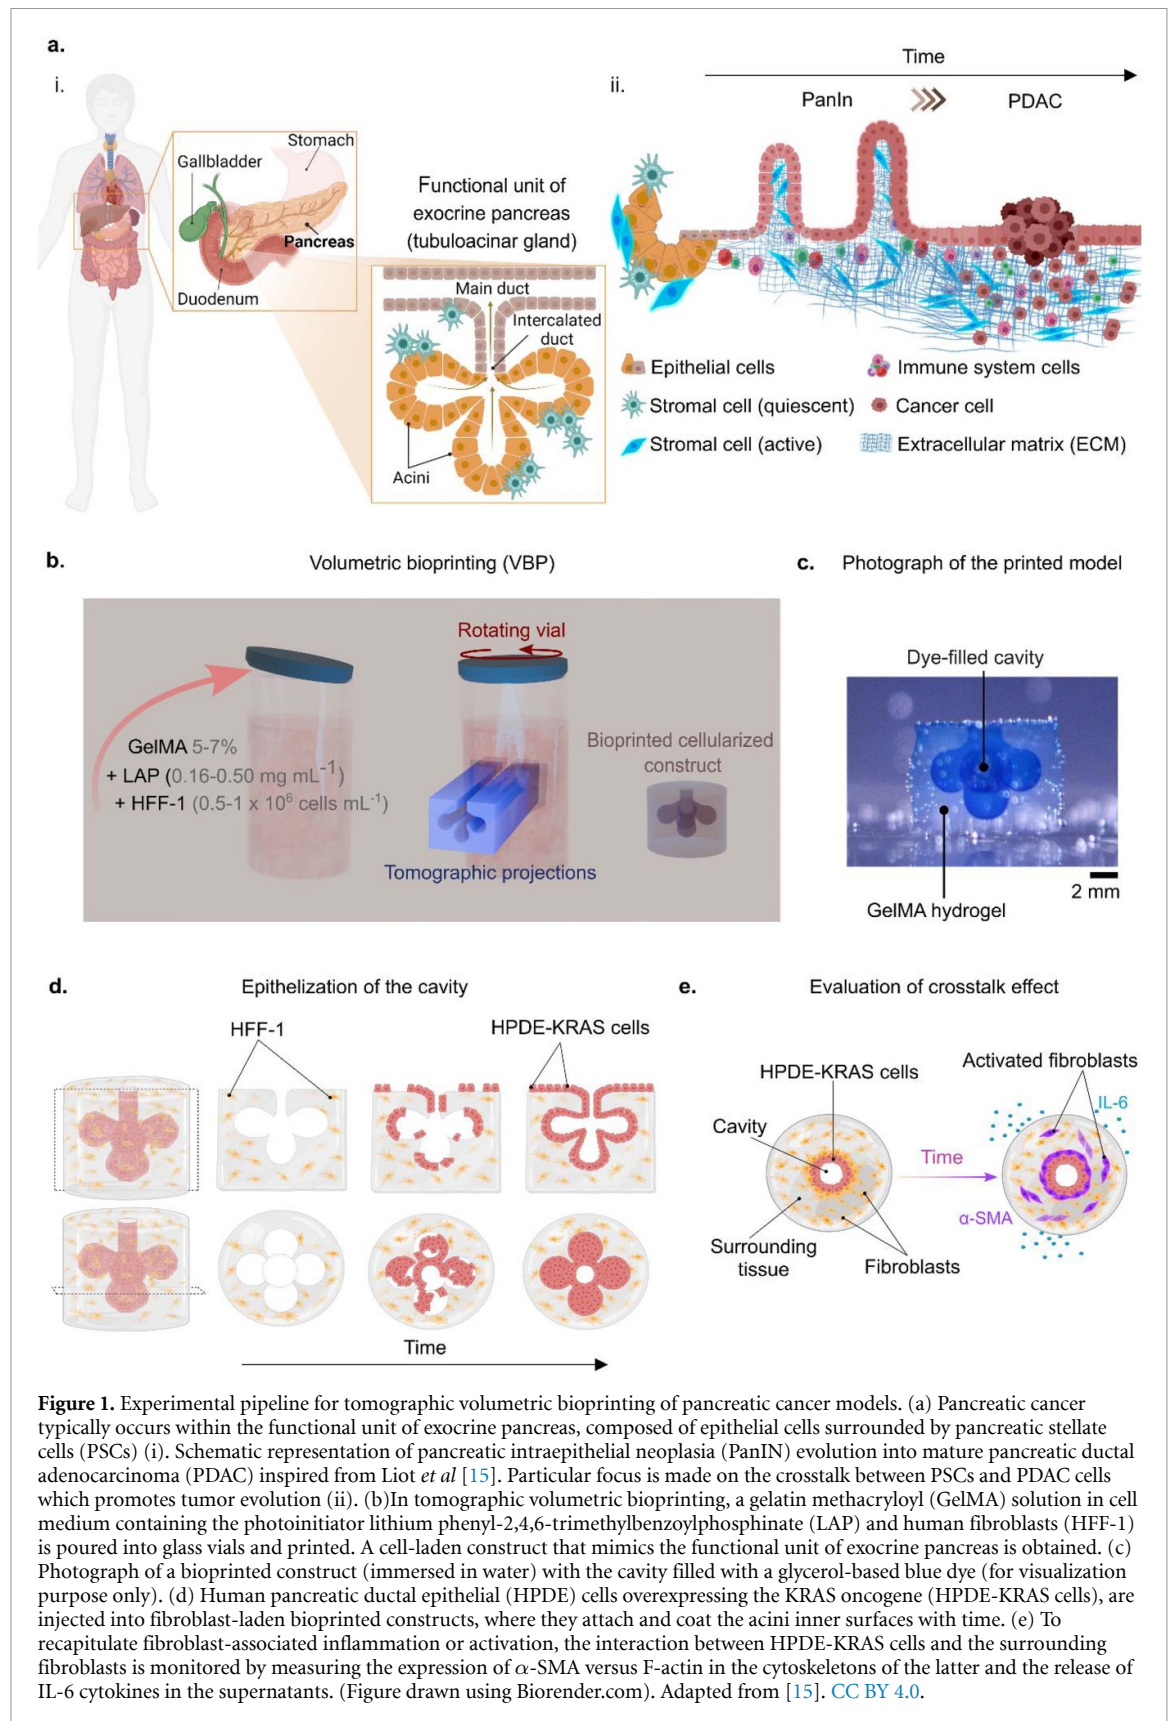 a.
i.
Stomach
Gallbladder
Pancreas
Duodenum
Functional unit of
exocrine pancreas
(tubuloacinar gland)
Main duct
Intercalated
duct
Acini
ii.
Time
PanIn
PDAC
Epithelial cells
Immune system cells
Stromal cell (quiescent)
Cancer cell
Stromal cell (active)
Extracellular matrix (ECM)
b.
Volumetric bioprinting (VBP)
Rotating vial
GelMA 5-7%
+ LAP (0.16-0.50 mg mL⁻¹)
+ HFF-1 (0.5-1 x 10⁶ cells mL⁻¹)
Bioprinted cellularized
construct
Tomographic projections
c.
Photograph of the printed model
Dye-filled cavity
2 mm
GelMA hydrogel
d.
Epithelization of the cavity
HFF-1
HPDE-KRAS cells
Time
e.
Evaluation of crosstalk effect
Activated fibroblasts
HPDE-KRAS cells
IL-6
Cavity
Time
α-SMA
Surrounding
tissue
Fibroblasts
Figure 1. Experimental pipeline for tomographic volumetric bioprinting of pancreatic cancer models. (a) Pancreatic cancer
typically occurs within the functional unit of exocrine pancreas, composed of epithelial cells surrounded by pancreatic stellate
cells (PSCs) (i). Schematic representation of pancreatic intraepithelial neoplasia (PanIN) evolution into mature pancreatic ductal
adenocarcinoma (PDAC) inspired from Liot et al [15]. Particular focus is made on the crosstalk between PSCs and PDAC cells
which promotes tumor evolution (ii). (b)In tomographic volumetric bioprinting, a gelatin methacryloyl (GelMA) solution in cell
medium containing the photoinitiator lithium phenyl-2,4,6-trimethylbenzoylphosphinate (LAP) and human fibroblasts (HFF-1)
is poured into glass vials and printed. A cell-laden construct that mimics the functional unit of exocrine pancreas is obtained. (c)
Photograph of a bioprinted construct (immersed in water) with the cavity filled with a glycerol-based blue dye (for visualization
purpose only). (d) Human pancreatic ductal epithelial (HPDE) cells overexpressing the KRAS oncogene (HPDE-KRAS cells), are
injected into fibroblast-laden bioprinted constructs, where they attach and coat the acini inner surfaces with time. (e) To
recapitulate fibroblast-associated inflammation or activation, the interaction between HPDE-KRAS cells and the surrounding
fibroblasts is monitored by measuring the expression of α-SMA versus F-actin in the cytoskeletons of the latter and the release of
IL-6 cytokines in the supernatants. (Figure drawn using Biorender.com). Adapted from [15]. CC BY 4.0.